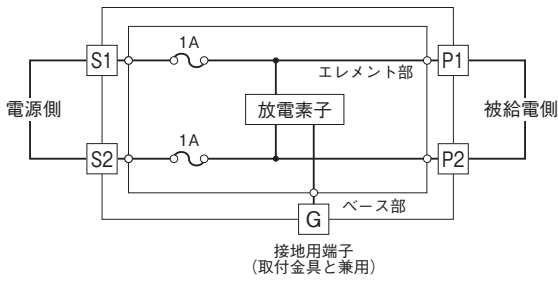 1A
S1
P1
エレメント部
電源側
放電素子
被給電側
1A
S2
P2
ベース部
G
接地用端子
（取付金具と兼用）